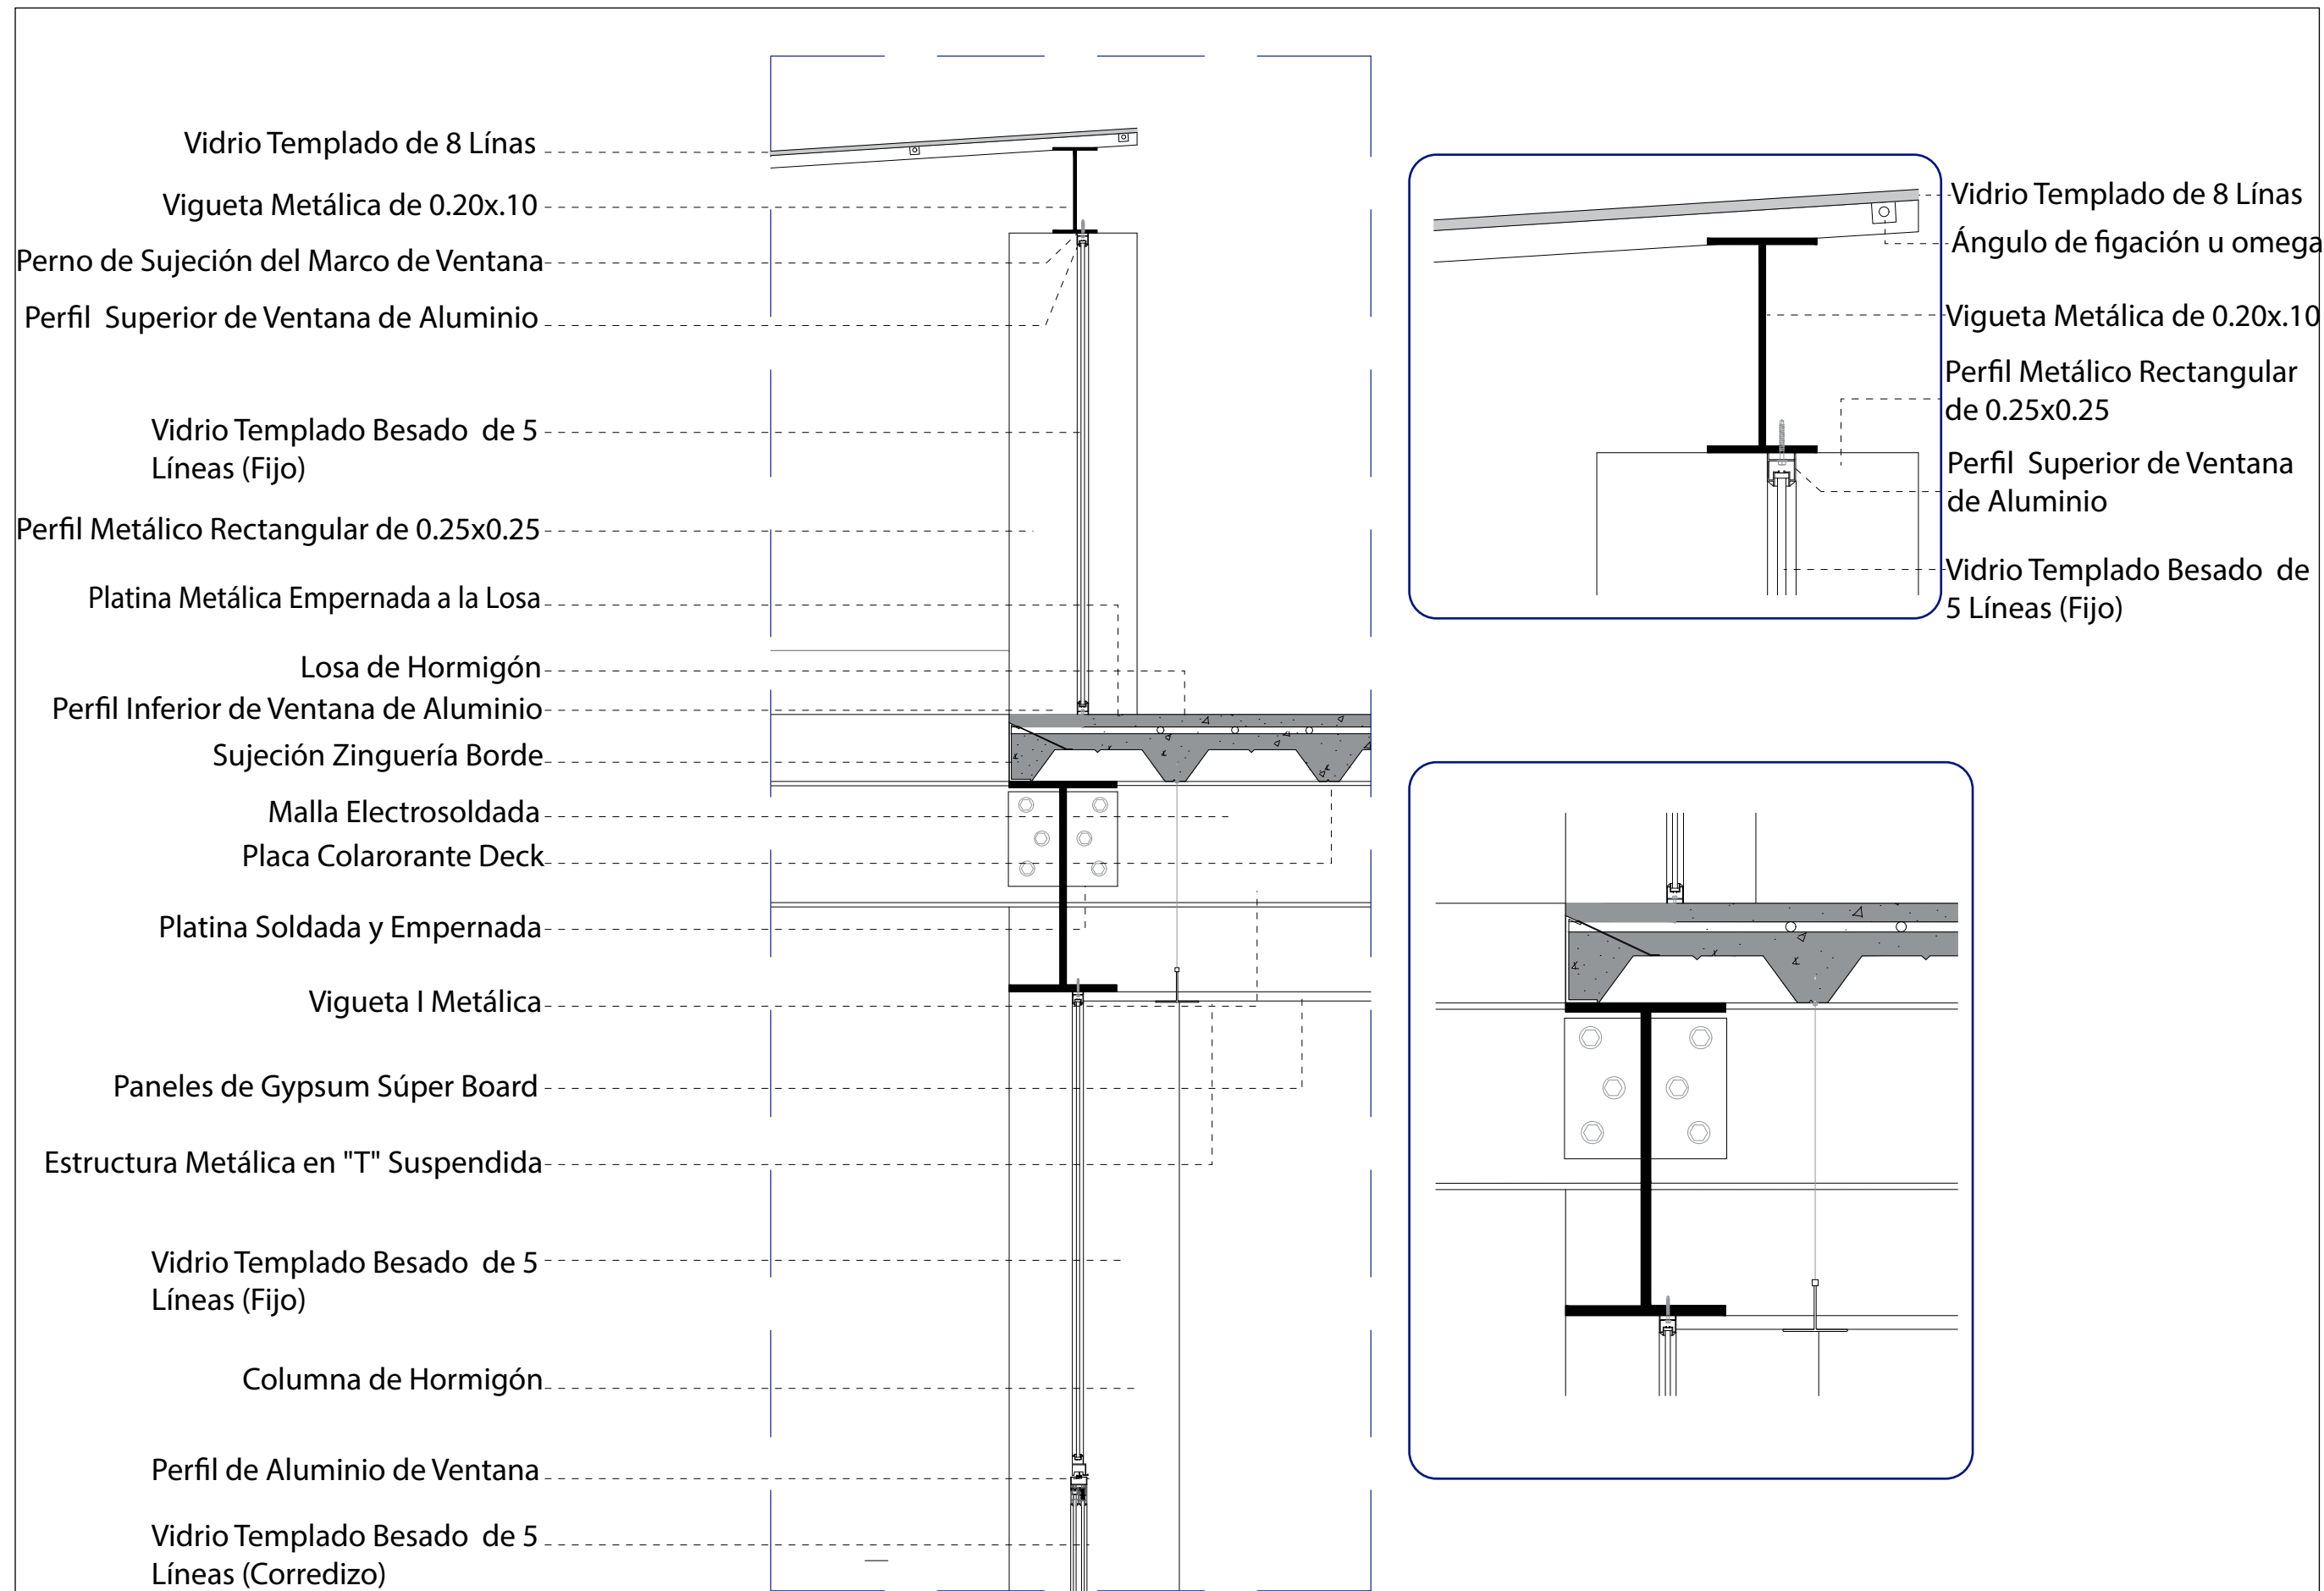 Vidrio Templado de 8 Línas
Vigueta Metálica de 0.20x.10
Perno de Sujeción del Marco de Ventana
Perfil  Superior de Ventana de Aluminio
Vidrio Templado Besado  de 5
Líneas (Fijo)
Perfil Metálico Rectangular de 0.25x0.25
Platina Metálica Empernada a la Losa
Losa de Hormigón
Perfil Inferior de Ventana de Aluminio
Sujeción Zinguería Borde
Malla Electrosoldada
Placa Colarorante Deck
Platina Soldada y Empernada
Vigueta I Metálica
Paneles de Gypsum Súper Board
Estructura Metálica en "T" Suspendida
Vidrio Templado Besado  de 5
Líneas (Fijo)
Columna de Hormigón
Perfil de Aluminio de Ventana
Vidrio Templado Besado  de 5
Líneas (Corredizo)
Vidrio Templado de 8 Línas
Ángulo de figación u omega
Vigueta Metálica de 0.20x.10
Perfil Metálico Rectangular
de 0.25x0.25
Perfil  Superior de Ventana
de Aluminio
Vidrio Templado Besado  de
5 Líneas (Fijo)